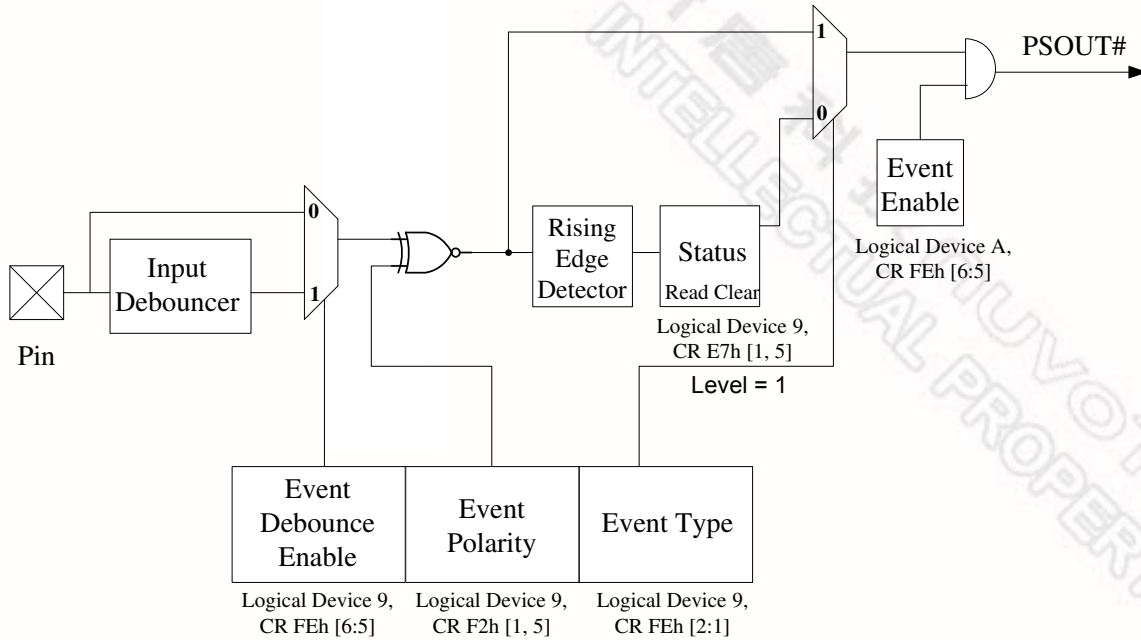 1
0
PSOUT#
Event
Enable
Logical Device A,
CR FEh [6:5]
0
1
Input
Debouncer
Pin
Rising
Edge
Detector
Status
Read Clear
Logical Device 9,
CR E7h [1, 5]
Level = 1
Event
Debounce
Enable
Event
Polarity
Event Type
Logical Device 9,
CR FEh [6:5]
Logical Device 9,
CR F2h [1, 5]
Logical Device 9,
CR FEh [2:1]
INTELLECTUAL PROPERTY